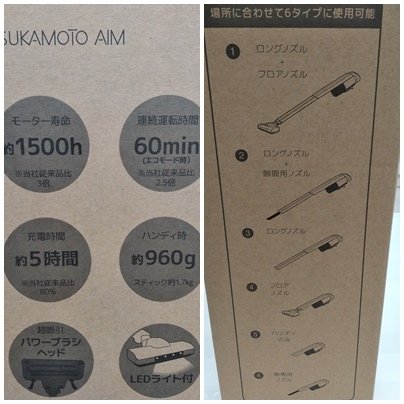 SUKAMOTO AIM
モーター寿命
約1500h
※当社従来品比
3倍
連続運転時間
60min
(エコモード時)
※当社従来品比
2.5倍
充電時間
約5時間
※当社従来品比
80%
ハンディ時
約960g
スティック約1.7kg
超吸引
パワーブラシ
ヘッド
LEDライト付
場所に合わせて6タイプに使用可能
1
ロングノズル
+
フロアノズル
2
ロングノズル
+
隙間用ノズル
3
ロングノズル
4
フロア
ノズル
5
ハンディ
のみ
6
隙間用
ノズル